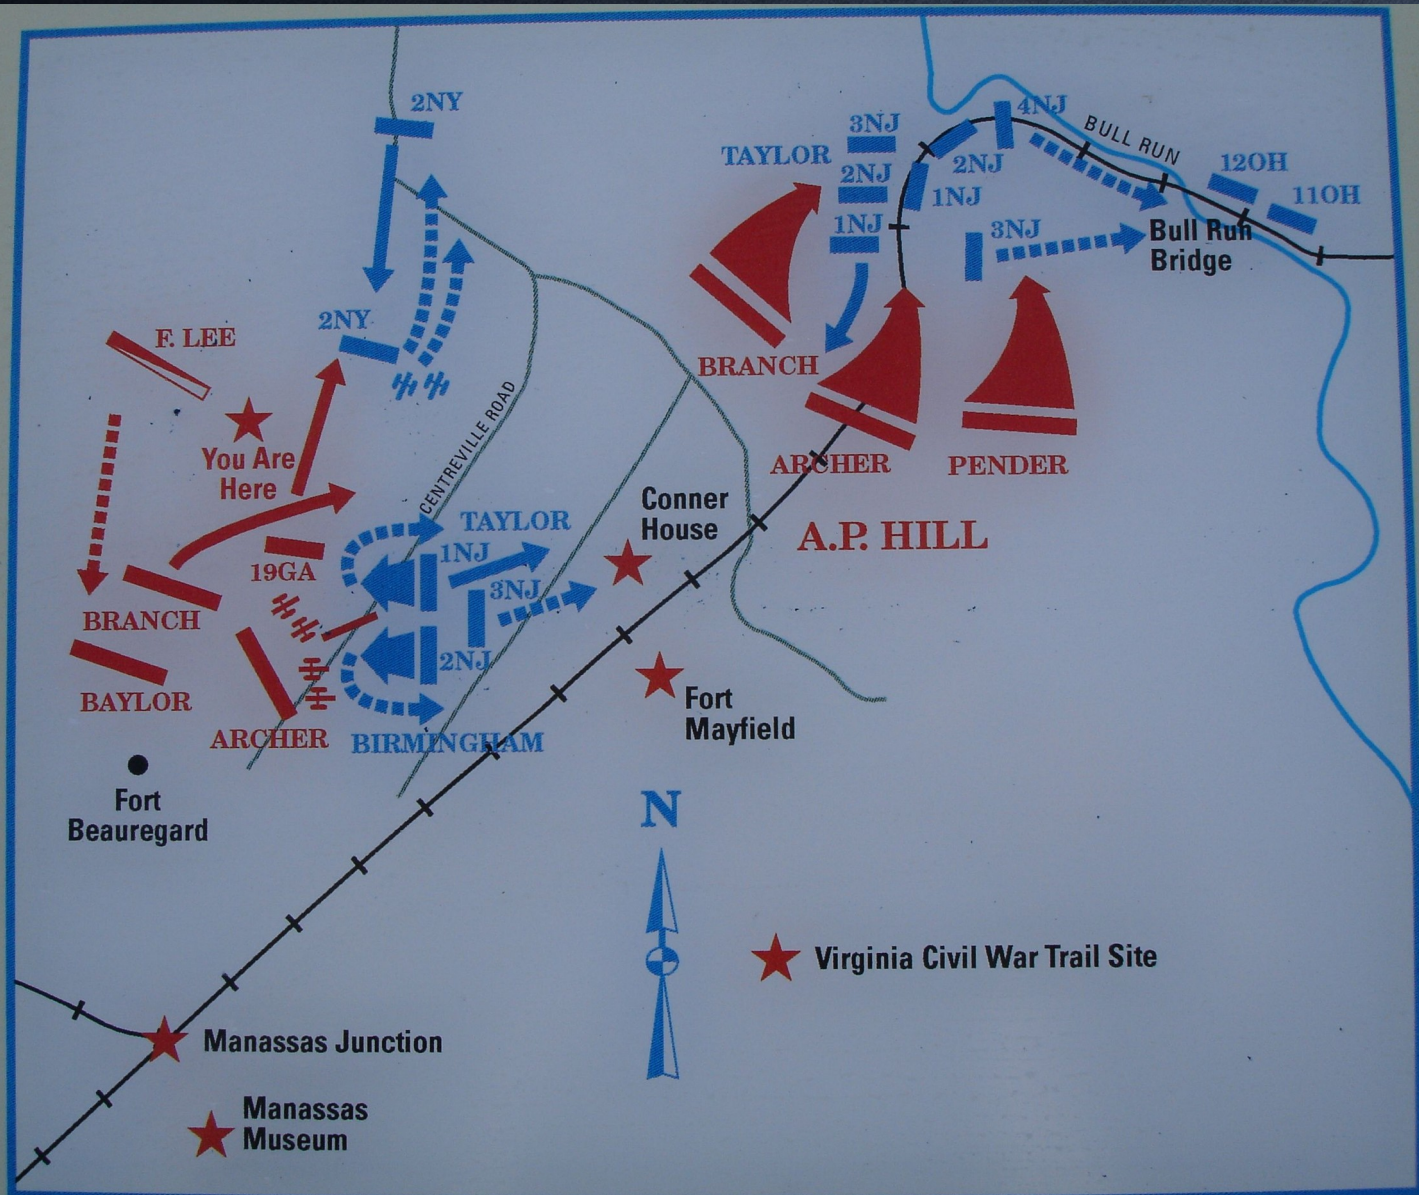 2NY
4NJ
BULL RUN
3NJ
TAYLOR
2NJ
2NJ
12OH
1NJ
11OH
1NJ
3NJ
Bull Run
Bridge
2NY
F. LEE
BRANCH
You Are
Here
CENTREVILLE ROAD
ARCHER
PENDER
Conner
House
TAYLOR
A.P. HILL
1NJ
19GA
3NJ
BRANCH
2NJ
BAYLOR
Fort
Mayfield
ARCHER
BIRMINGHAM
Fort
Beauregard
N
Virginia Civil War Trail Site
Manassas Junction
Manassas
Museum